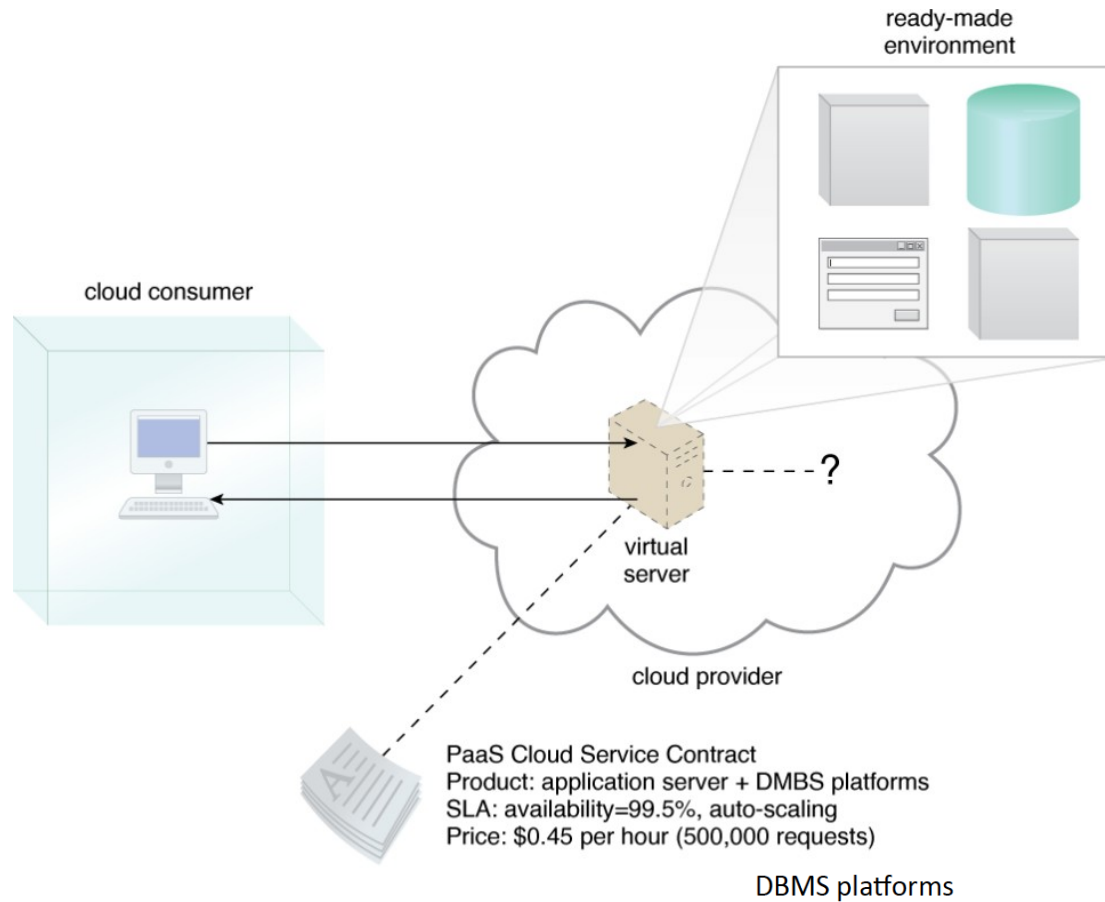 ready-made
environment
cloud consumer
?
virtual
server
cloud provider
A
PaaS Cloud Service Contract
Product: application server + DMBS platforms
SLA: availability=99.5%, auto-scaling
Price: $0.45 per hour (500,000 requests)
DBMS platforms